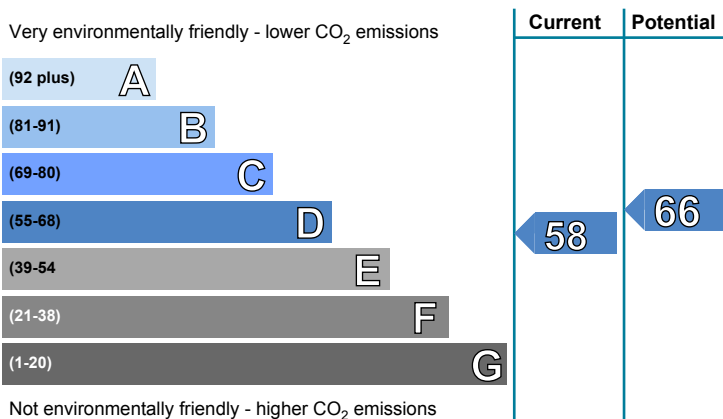 Current Potential
Very environmentally friendly - lower CO2 emissions
(92 plus) A
(81-91) B
(69-80) C
(55-68) D
(39-54 E
(21-38) F
(1-20) G
58
66
Not environmentally friendly - higher CO2 emissions